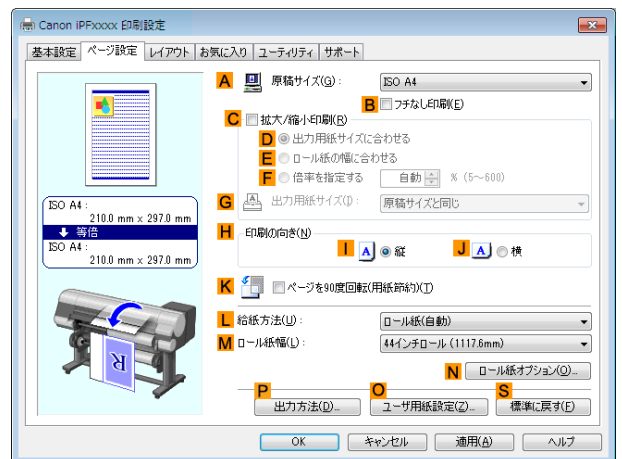 Canon iPFxxxx 印刷設定
基本設定 ページ設定 レイアウト お気に入り ユーティリティ サポート
A 原稿サイズ(G): ISO A4
B フチなし印刷(E)
C 拡大/縮小印刷(R)
D 出力用紙サイズに合わせる
E ロール紙の幅に合わせる
F 倍率を指定する 自動 % (5～600)
G A 出力用紙サイズ(I): 原稿サイズと同じ
ISO A4:
210.0 mm x 297.0 mm
等倍
ISO A4:
210.0 mm x 297.0 mm
H 印刷の向き(N)
I A 縦 J A 横
K ページを90度回転(用紙節約)(T)
L 給紙方法(U): ロール紙(自動)
M ロール紙幅(L): 44インチロール (1117.6mm)
R
N ロール紙オプション(O)...
P O S
出力方法(D)... ユーザ用紙設定(Z)... 標準に戻す(F)
OK キャンセル 適用(A) ヘルプ